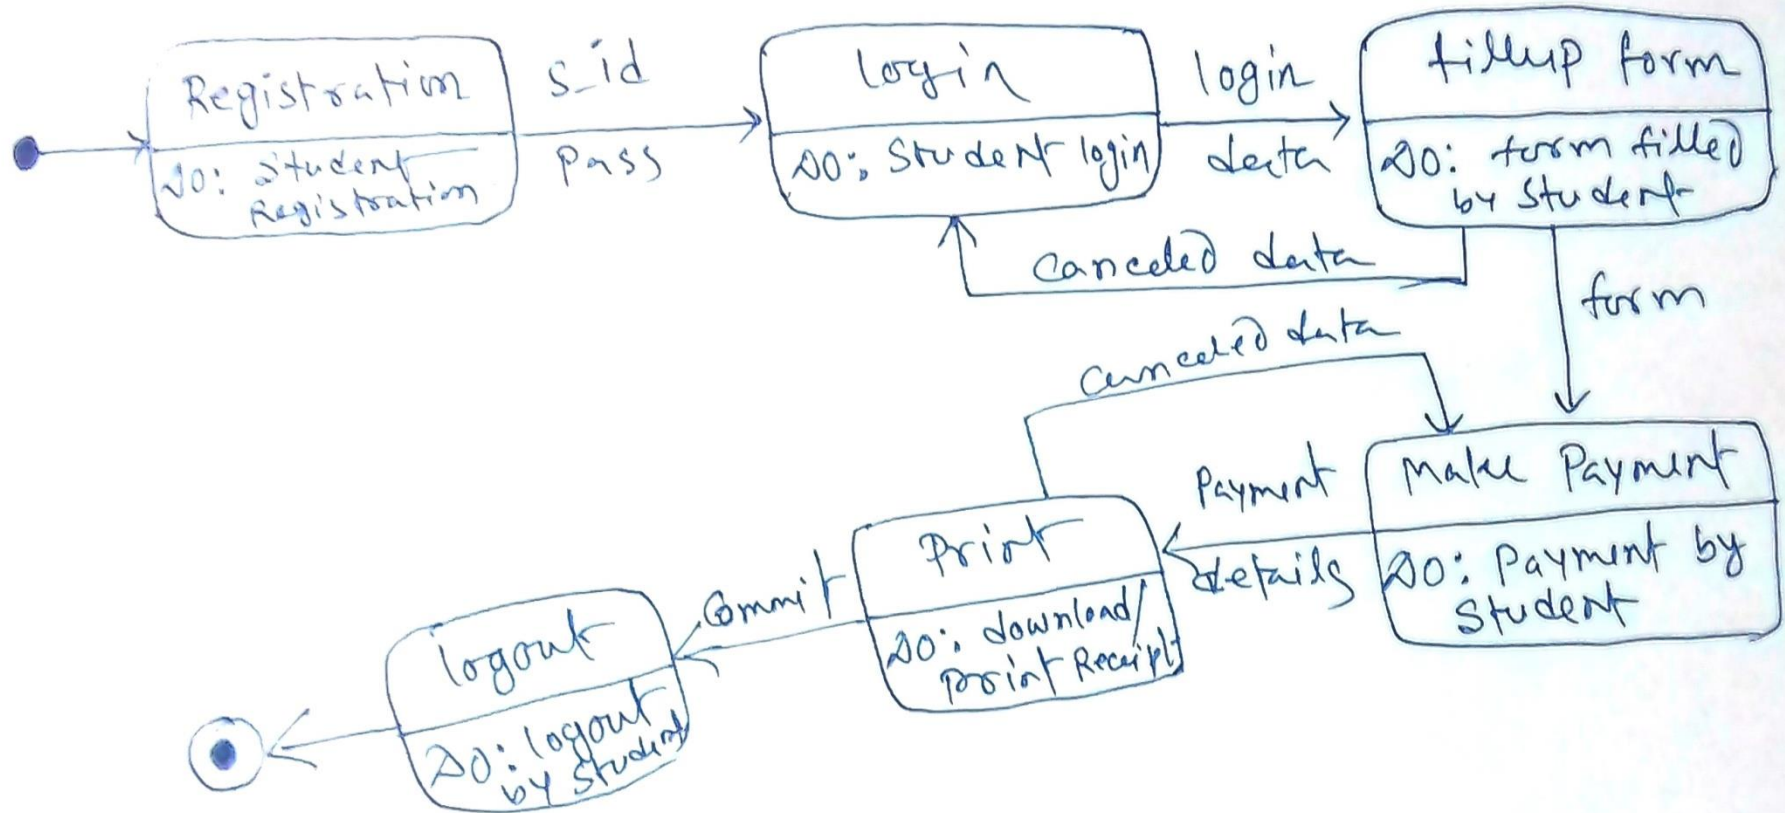 Registration
DO: Student
Registration
S_id
Pass
Login
DO: Student login
login
data
fillup form
DO: form filled
by Student
Canceled data
form
Canceled data
Make Payment
DO: Payment by
Student
Payment
details
Print
DO: download/
print Receipt
Commit
logout
DO: logout
by Student